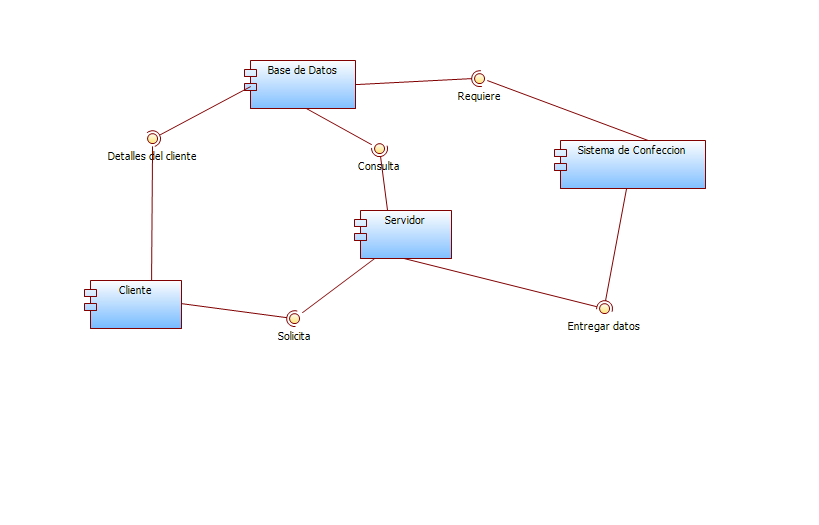 Base de Datos
Requiere
Detalles del cliente
Consulta
Sistema de Confeccion
Servidor
Cliente
Solicita
Entregar datos